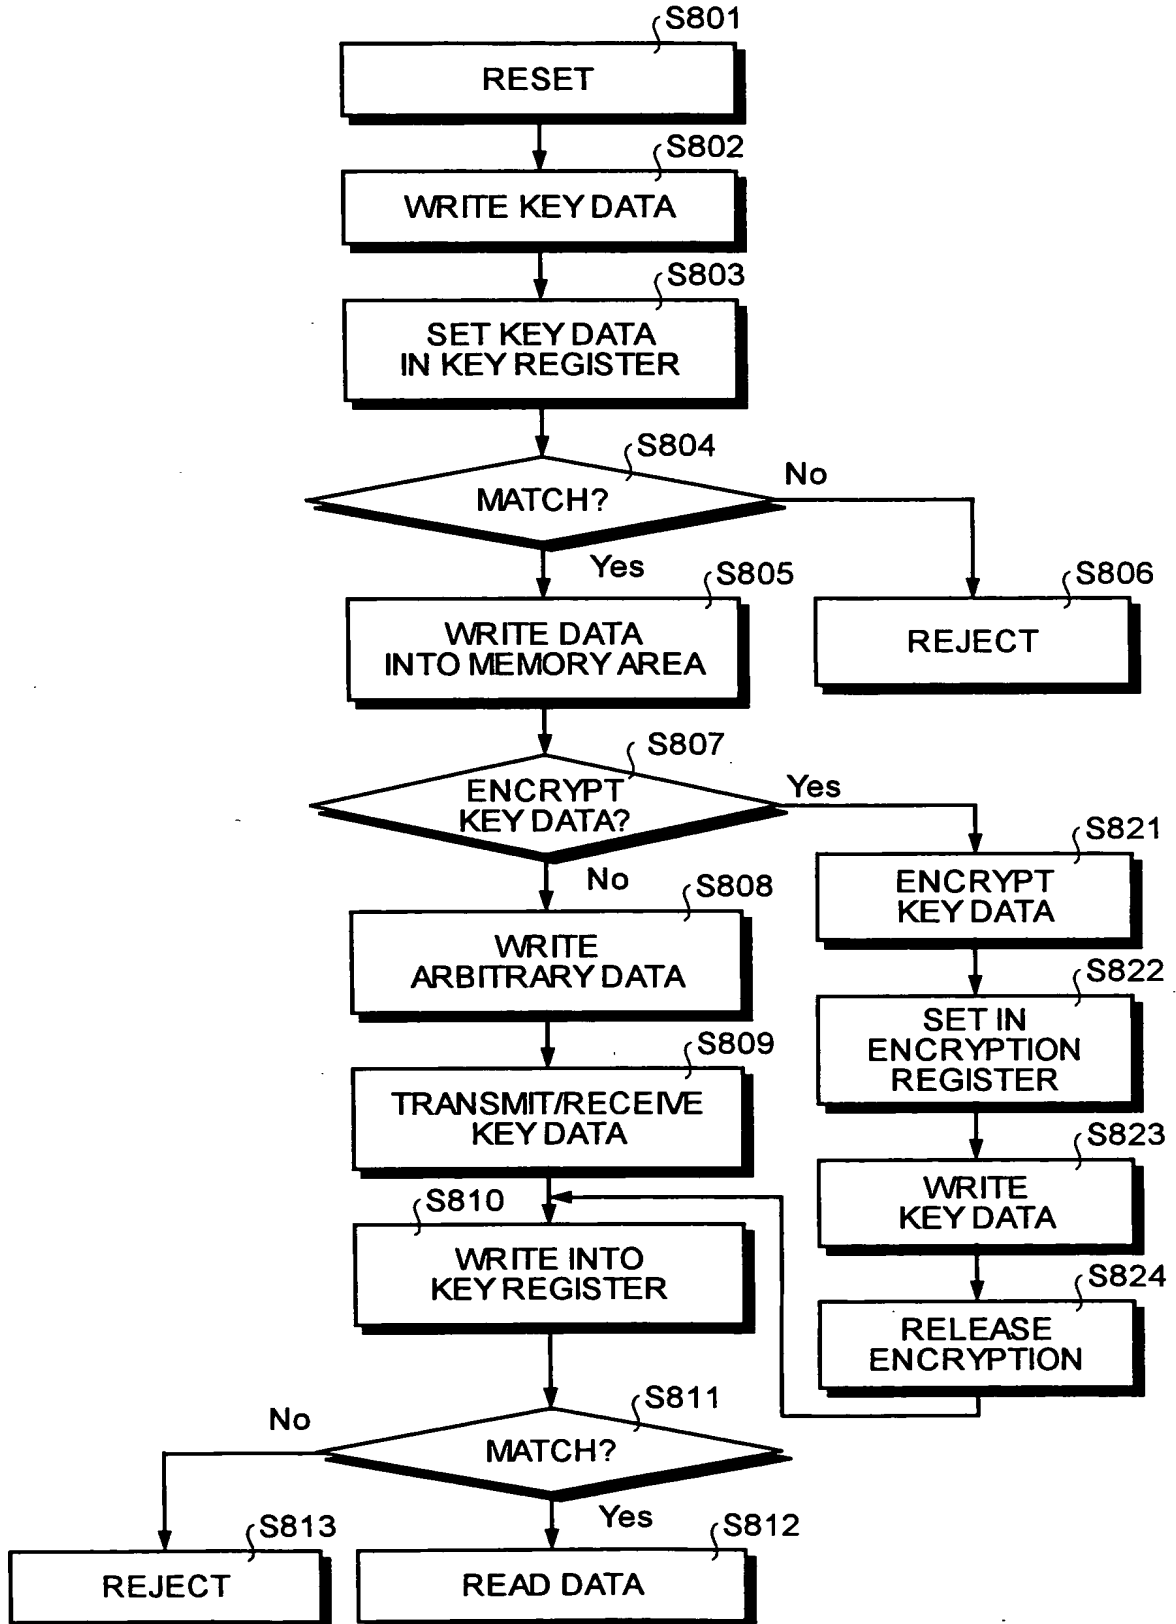 S801
RESET
S802
WRITE KEY DATA
S803
SET KEY DATA
IN KEY REGISTER
S804
MATCH?
No
Yes
S805
WRITE DATA
INTO MEMORY AREA
S806
REJECT
S807
ENCRYPT
KEY DATA?
Yes
No
S821
ENCRYPT
KEY DATA
S808
WRITE
ARBITRARY DATA
S822
SET IN
ENCRYPTION
REGISTER
S809
TRANSMIT/RECEIVE
KEY DATA
S823
WRITE
KEY DATA
S810
WRITE INTO
KEY REGISTER
S824
RELEASE
ENCRYPTION
S811
MATCH?
No
Yes
S813
REJECT
S812
READ DATA